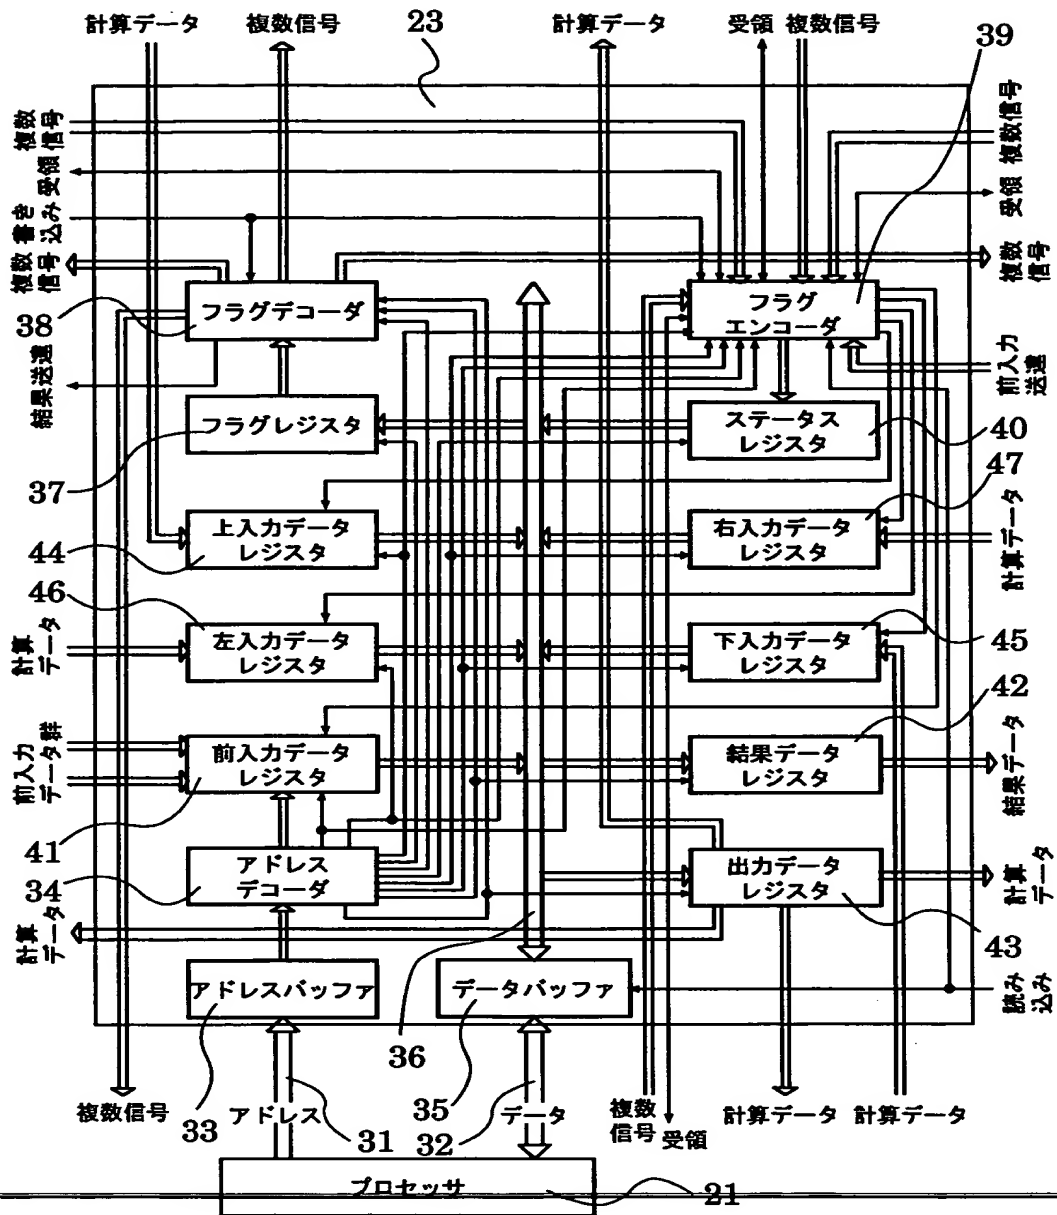 計算データ
複数信号
計算データ
受領
複数信号
39
23
複数
信号
複数信号
受領
受領
書き
込み
複数
信号
複数
信号
フラグデコーダ
フラグ
エンコーダ
38
前入力
送達
結果送達
フラグレジスタ
ステータス
レジスタ
40
47
37
上入力データ
レジスタ
右入力データ
レジスタ
計算データ
44
46
計算
データ
左入力データ
レジスタ
下入力データ
レジスタ
45
42
前入力
データ群
前入力データ
レジスタ
結果データ
レジスタ
結果データ
41
アドレス
デコーダ
出力データ
レジスタ
計算
データ
34
計算
データ
43
アドレスバッファ
データバッファ
読み
込み
36
複数信号
33
アドレス
31
35
32
データ
複数
信号
受領
計算データ
計算データ
プロセッサ
21